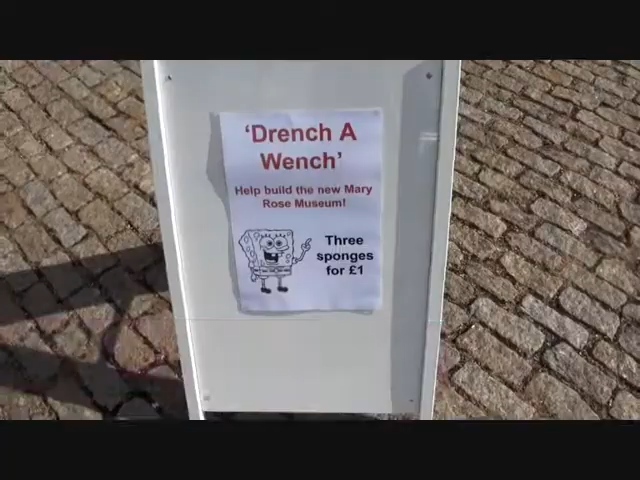 'Drench A
Wench'
Help build the new Mary
Rose Museum!
Three
sponges
for £1